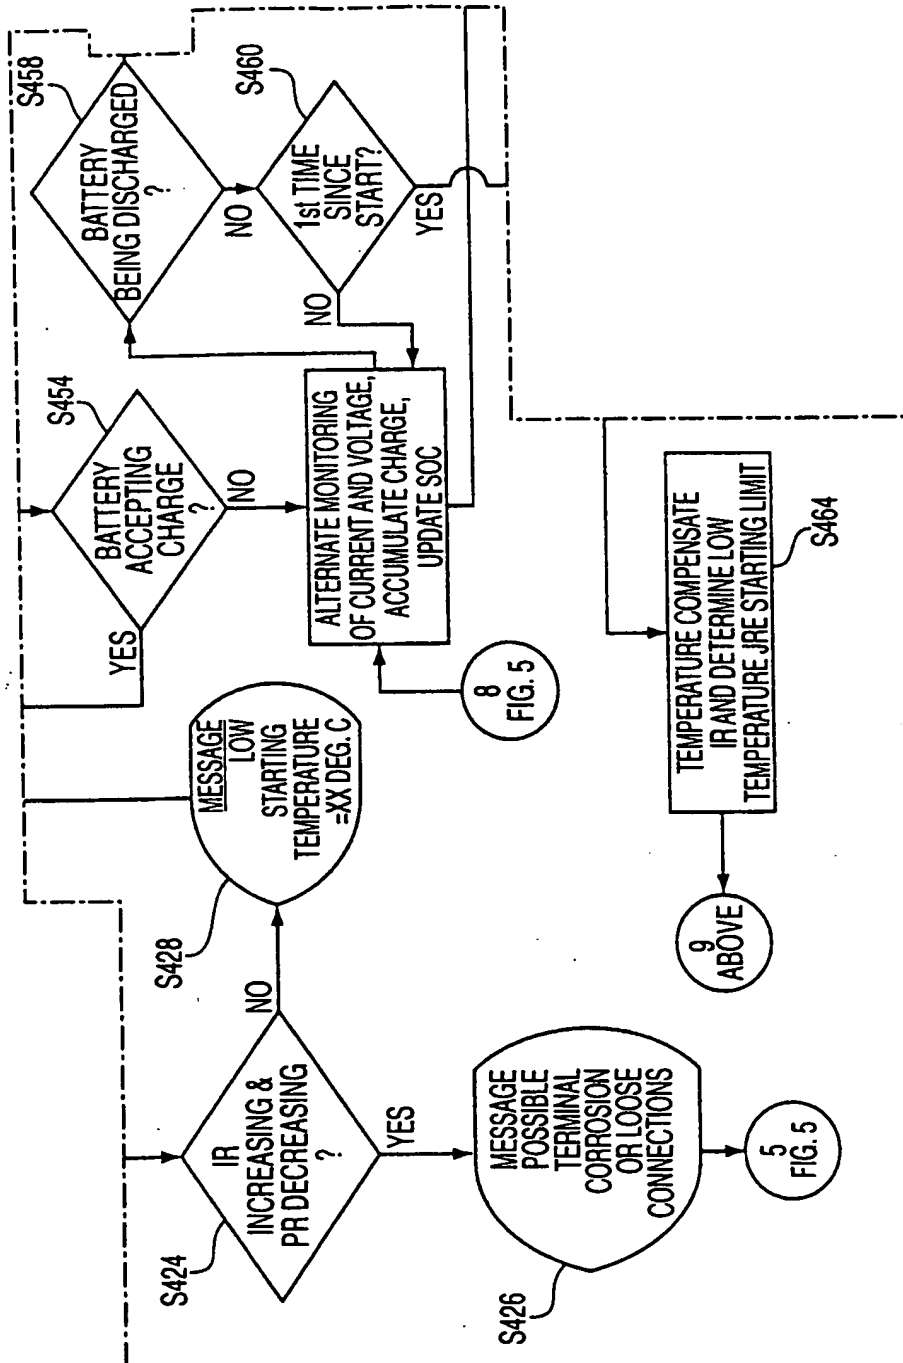 S424
IR
INCREASING &
PR DECREASING
?
NO
YES
S426
MESSAGE
POSSIBLE
TERMINAL
CORROSION
OR LOOSE
CONNECTIONS
5
FIG. 5
S428
MESSAGE
LOW
STARTING
TEMPERATURE
=XX DEG. C
S454
BATTERY
ACCEPTING
CHARGE
?
YES
NO
ALTERNATE MONITORING
OF CURRENT AND VOLTAGE,
ACCUMULATE CHARGE,
UPDATE SOC
8
FIG. 5
S458
BATTERY
BEING DISCHARGED
?
NO
S460
1st TIME
SINCE
START?
NO
YES
TEMPERATURE COMPENSATE
IR AND DETERMINE LOW
TEMPERATURE JRE STARTING LIMIT
S464
9
ABOVE